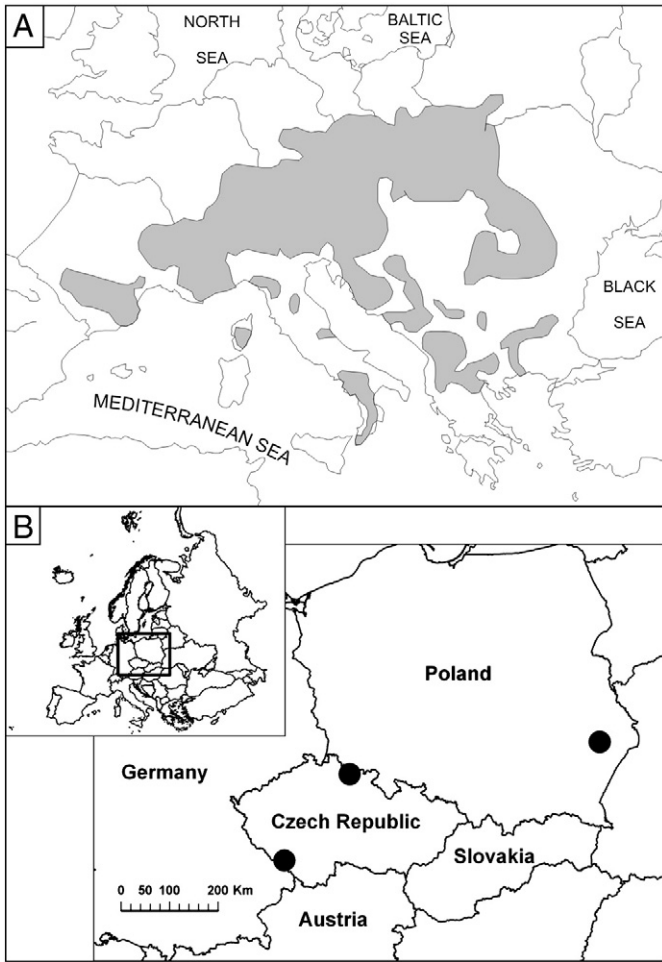 A
NORTH
SEA
BALTIC
SEA
BLACK
SEA
MEDITERRANEAN SEA
B
Poland
Germany
Czech Republic
Slovakia
Austria
0 50 100 200 Km